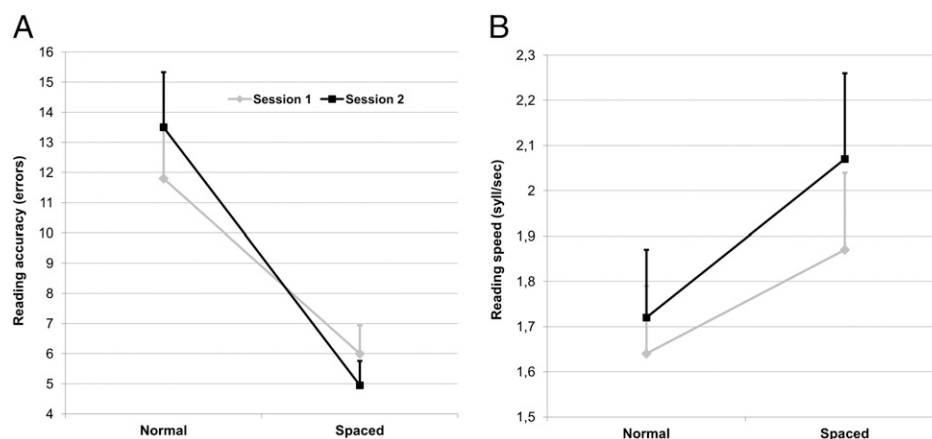 A
Reading accuracy (errors)
16
15
14
13
12
11
10
9
8
7
6
5
4
Session 1
Session 2
Normal
Spaced
B
Reading speed (syll/sec)
2,3
2,2
2,1
2
1,9
1,8
1,7
1,6
1,5
Normal
Spaced